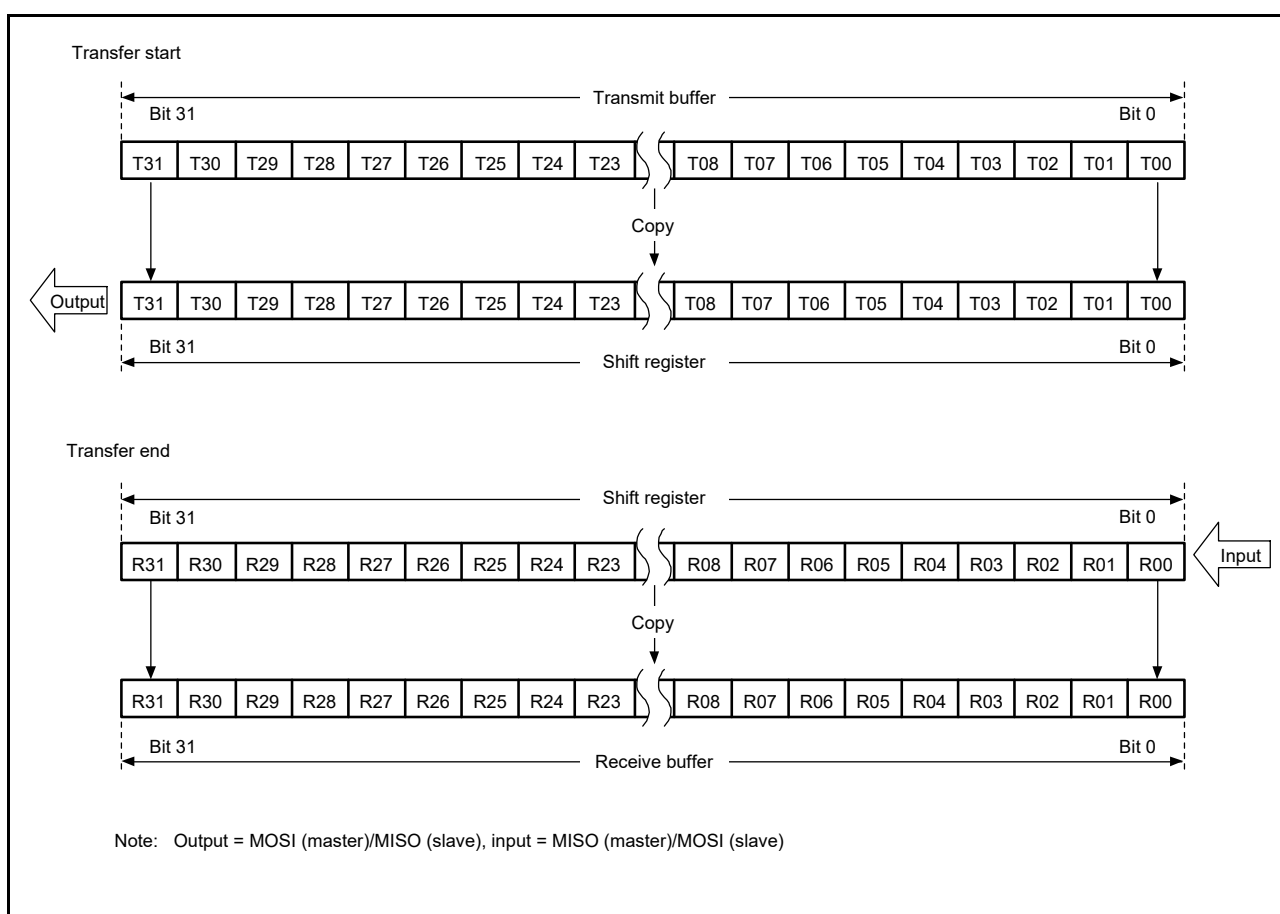 Transfer start
Transmit buffer
Bit 31 Bit 0
T31 T30 T29 T28 T27 T26 T25 T24 T23 T08 T07 T06 T05 T04 T03 T02 T01 T00
Copy
Output T31 T30 T29 T28 T27 T26 T25 T24 T23 T08 T07 T06 T05 T04 T03 T02 T01 T00
Bit 31 Bit 0
Shift register
Transfer end
Shift register
Bit 31 Bit 0
R31 R30 R29 R28 R27 R26 R25 R24 R23 R08 R07 R06 R05 R04 R03 R02 R01 R00 Input
Copy
R31 R30 R29 R28 R27 R26 R25 R24 R23 R08 R07 R06 R05 R04 R03 R02 R01 R00
Bit 31 Bit 0
Receive buffer
Note: Output = MOSI (master)/MISO (slave), input = MISO (master)/MOSI (slave)